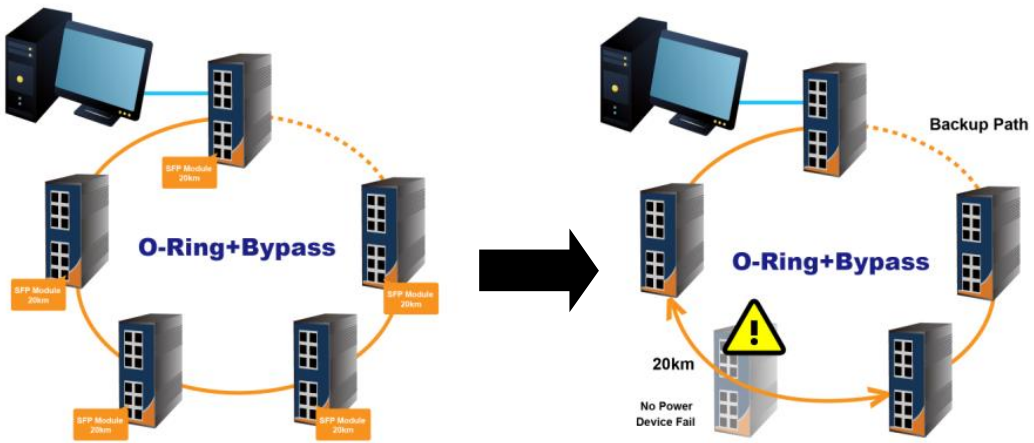 SFP Module
20km
O-Ring+Bypass
SFP Module
20km
SFP Module
20km
SFP Module
20km
SFP Module
20km
Backup Path
O-Ring+Bypass
20km
No Power
Device Fail